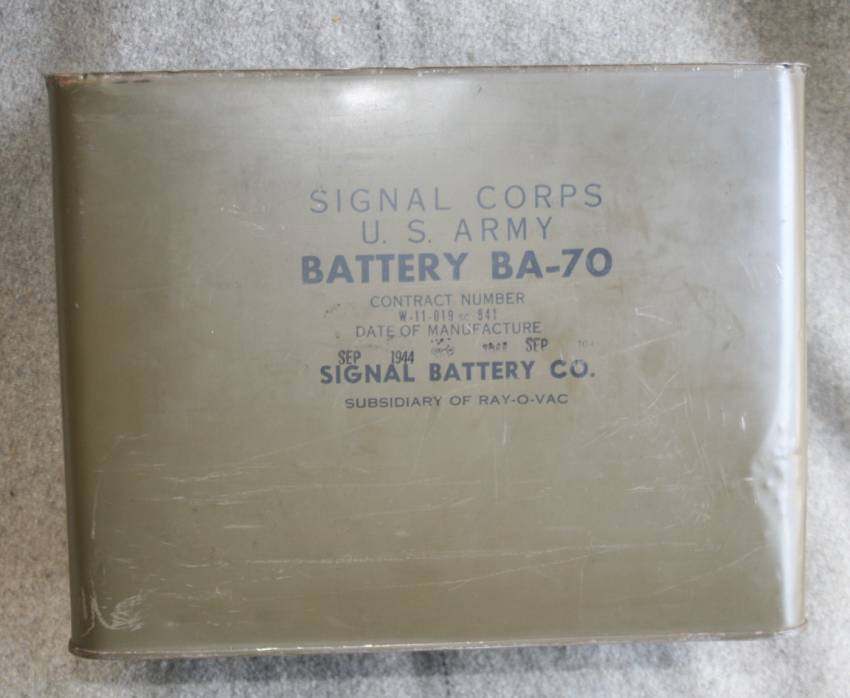 SIGNAL CORPS
U. S. ARMY
BATTERY BA-70
CONTRACT NUMBER
W-11-019 sc 941
DATE OF MANUFACTURE
SEP 1944 SEP
SIGNAL BATTERY CO.
SUBSIDIARY OF RAY-O-VAC